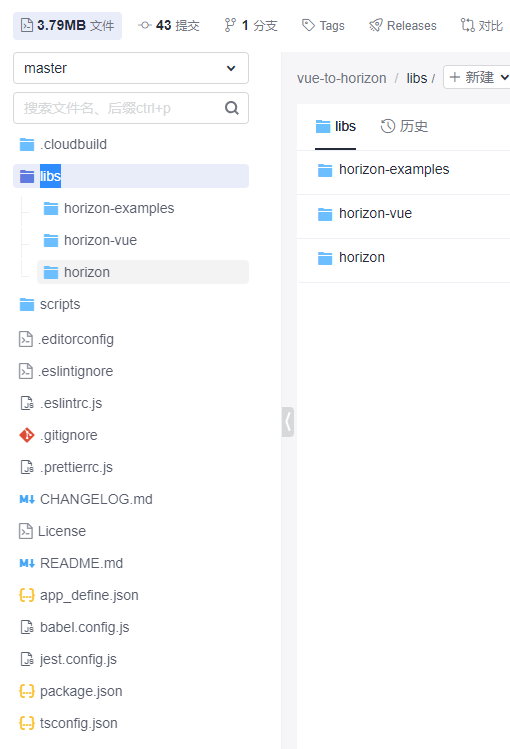 3.79MB 文件 43 提交 1 分支 Tags Releases 对比
master
搜索文件名、后缀ctrl+p
.cloudbuild
libs
horizon-examples
horizon-vue
horizon
scripts
.editorconfig
.eslintignore
.eslintrc.js
.gitignore
.prettierrc.js
CHANGELOG.md
License
README.md
app_define.json
babel.config.js
jest.config.js
package.json
tsconfig.json
vue-to-horizon / libs / + 新建
libs 历史
horizon-examples
horizon-vue
horizon